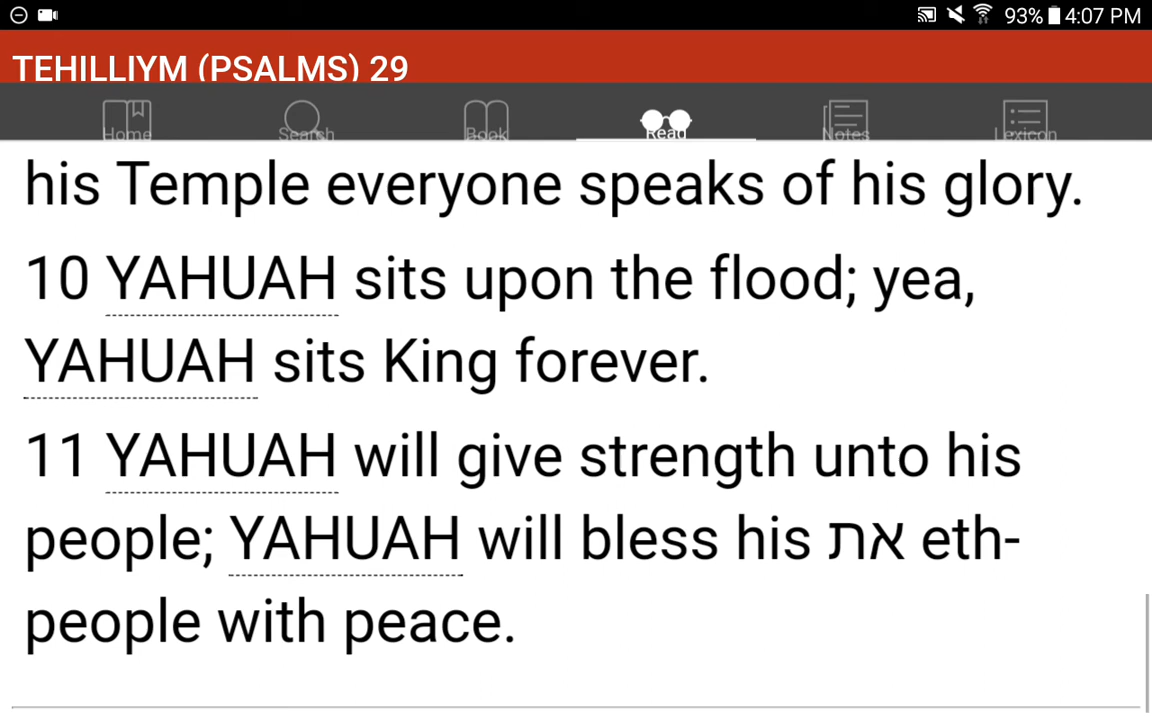 93% 4:07 PM
TEHILLIYM (PSALMS) 29
Home Search Book Read Notes Lexicon
his Temple everyone speaks of his glory.
10 YAHUAH sits upon the flood; yea,
YAHUAH sits King forever.
11 YAHUAH will give strength unto his
people; YAHUAH will bless his את eth-
people with peace.